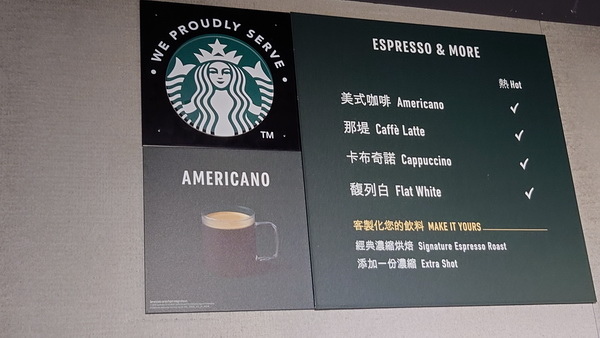 WE PROUDLY SERVE
TM
AMERICANO
ESPRESSO & MORE
熱 Hot
美式咖啡 Americano
那堤 Caffè Latte
卡布奇諾 Cappuccino
馥列白 Flat White
客製化您的飲料 MAKE IT YOURS
經典濃縮烘焙 Signature Espresso Roast
添加一份濃縮 Extra Shot